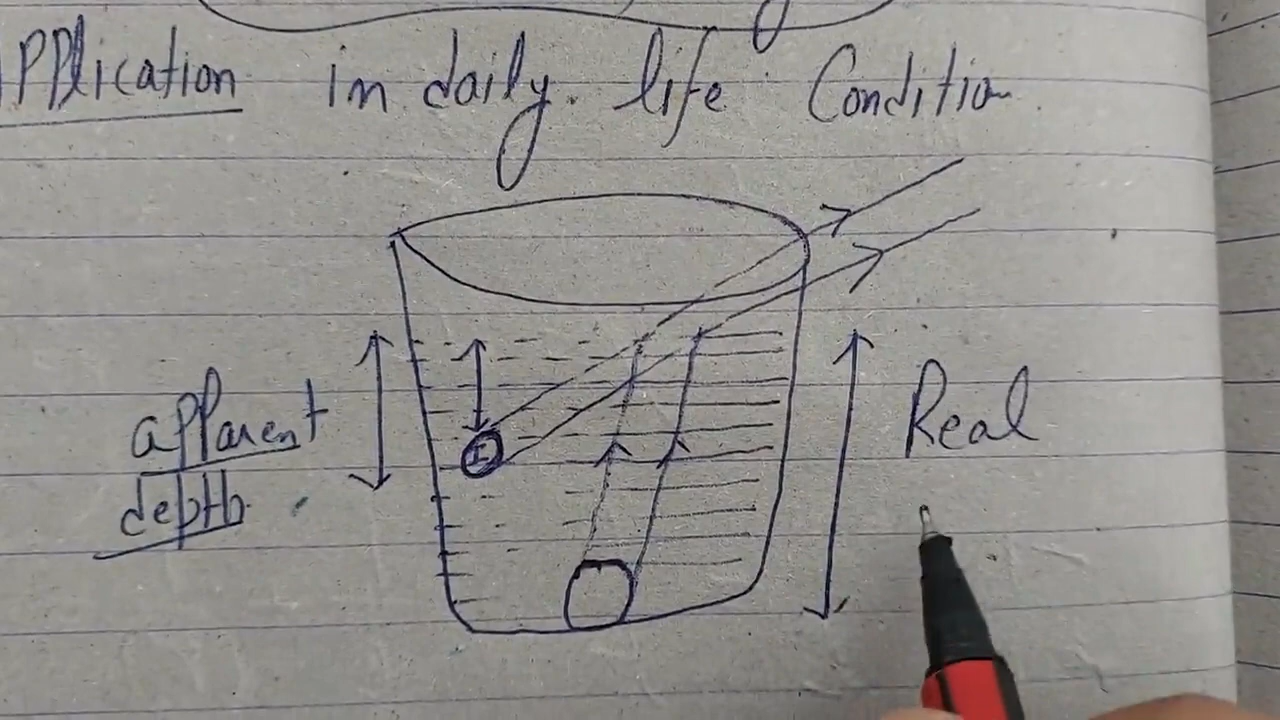 Application in daily life Condition
apparent
depth
Real
I